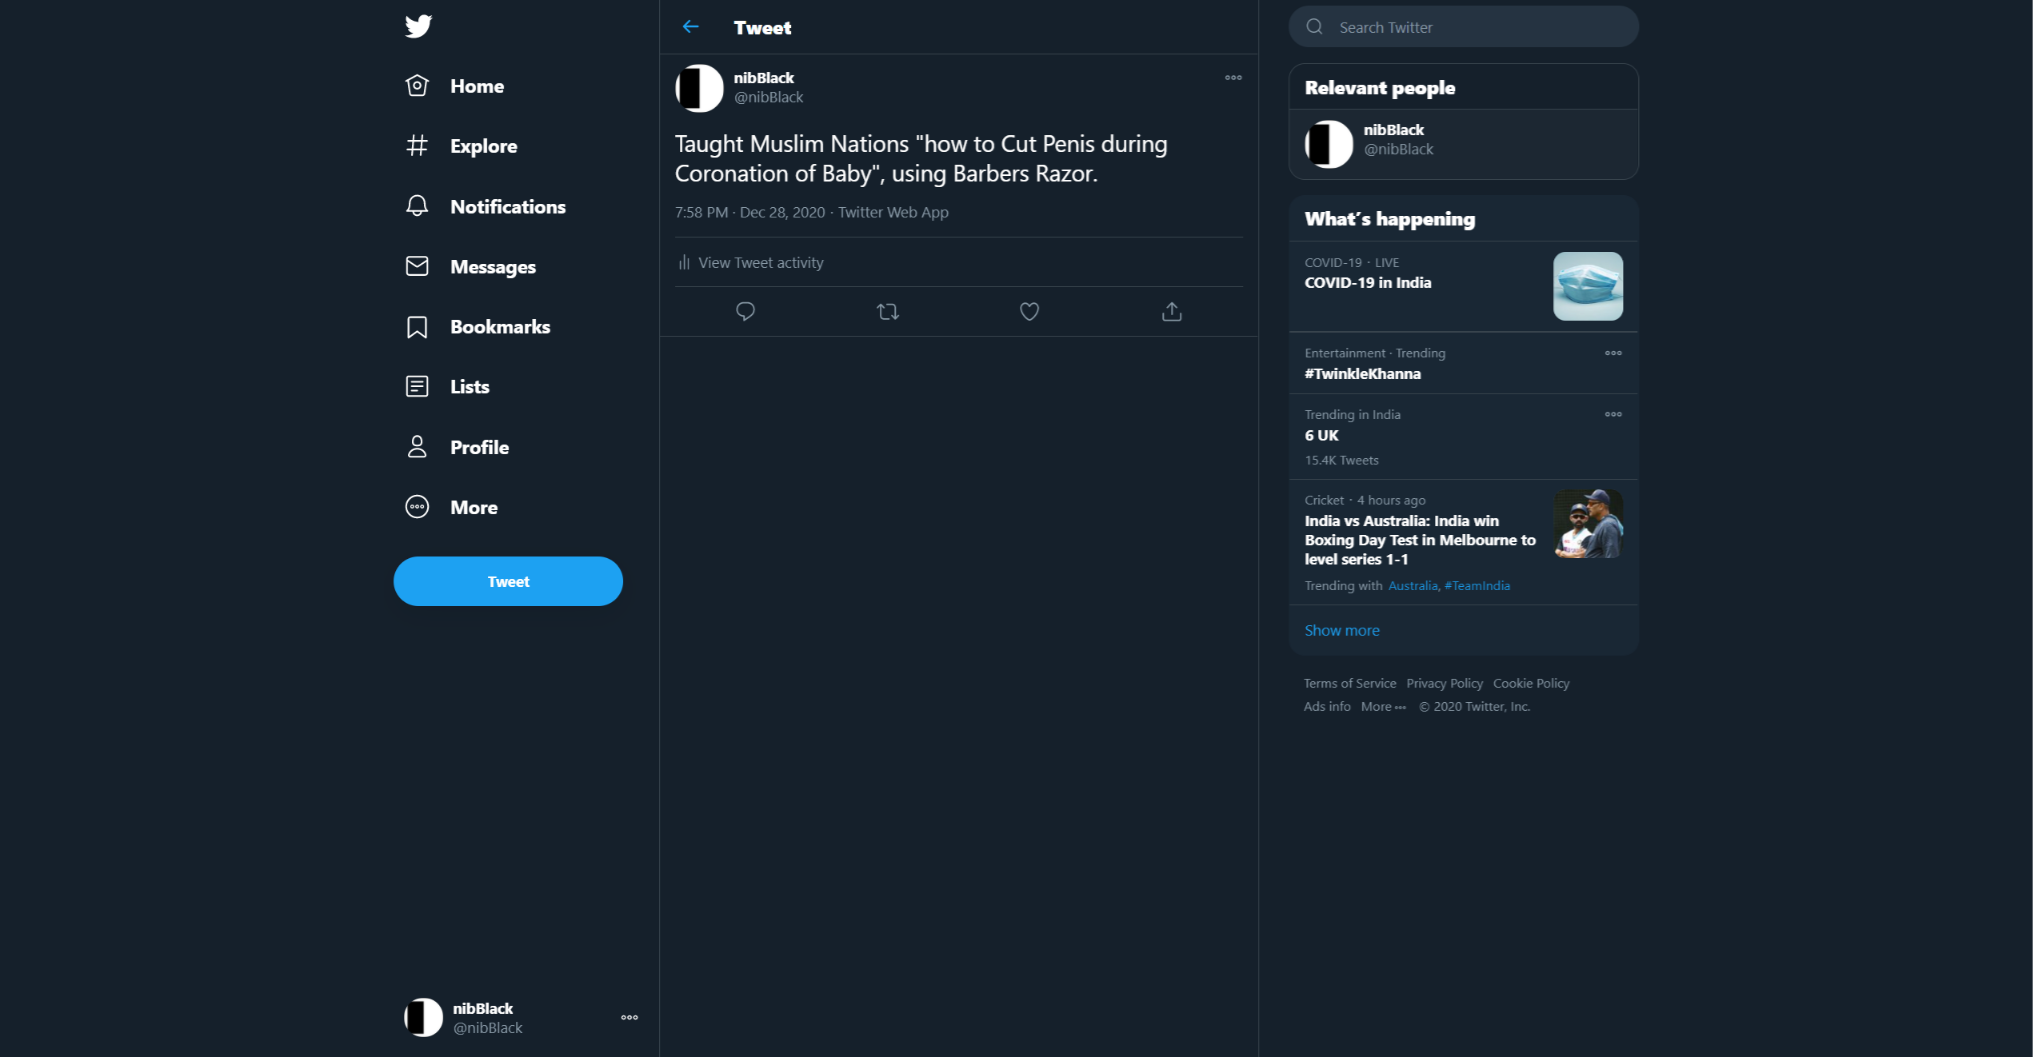 Home
Explore
Notifications
Messages
Bookmarks
Lists
Profile
More
Tweet
nibBlack
@nibBlack
Tweet
nibBlack
@nibBlack
Taught Muslim Nations "how to Cut Penis during
Coronation of Baby", using Barbers Razor.
7:58 PM · Dec 28, 2020 · Twitter Web App
View Tweet activity
Search Twitter
Relevant people
nibBlack
@nibBlack
What's happening
COVID-19 · LIVE
COVID-19 in India
Entertainment · Trending
#TwinkleKhanna
Trending in India
6 UK
15.4K Tweets
Cricket · 4 hours ago
India vs Australia: India win
Boxing Day Test in Melbourne to
level series 1-1
Trending with Australia, #TeamIndia
Show more
Terms of Service Privacy Policy Cookie Policy
Ads info More ••• © 2020 Twitter, Inc.